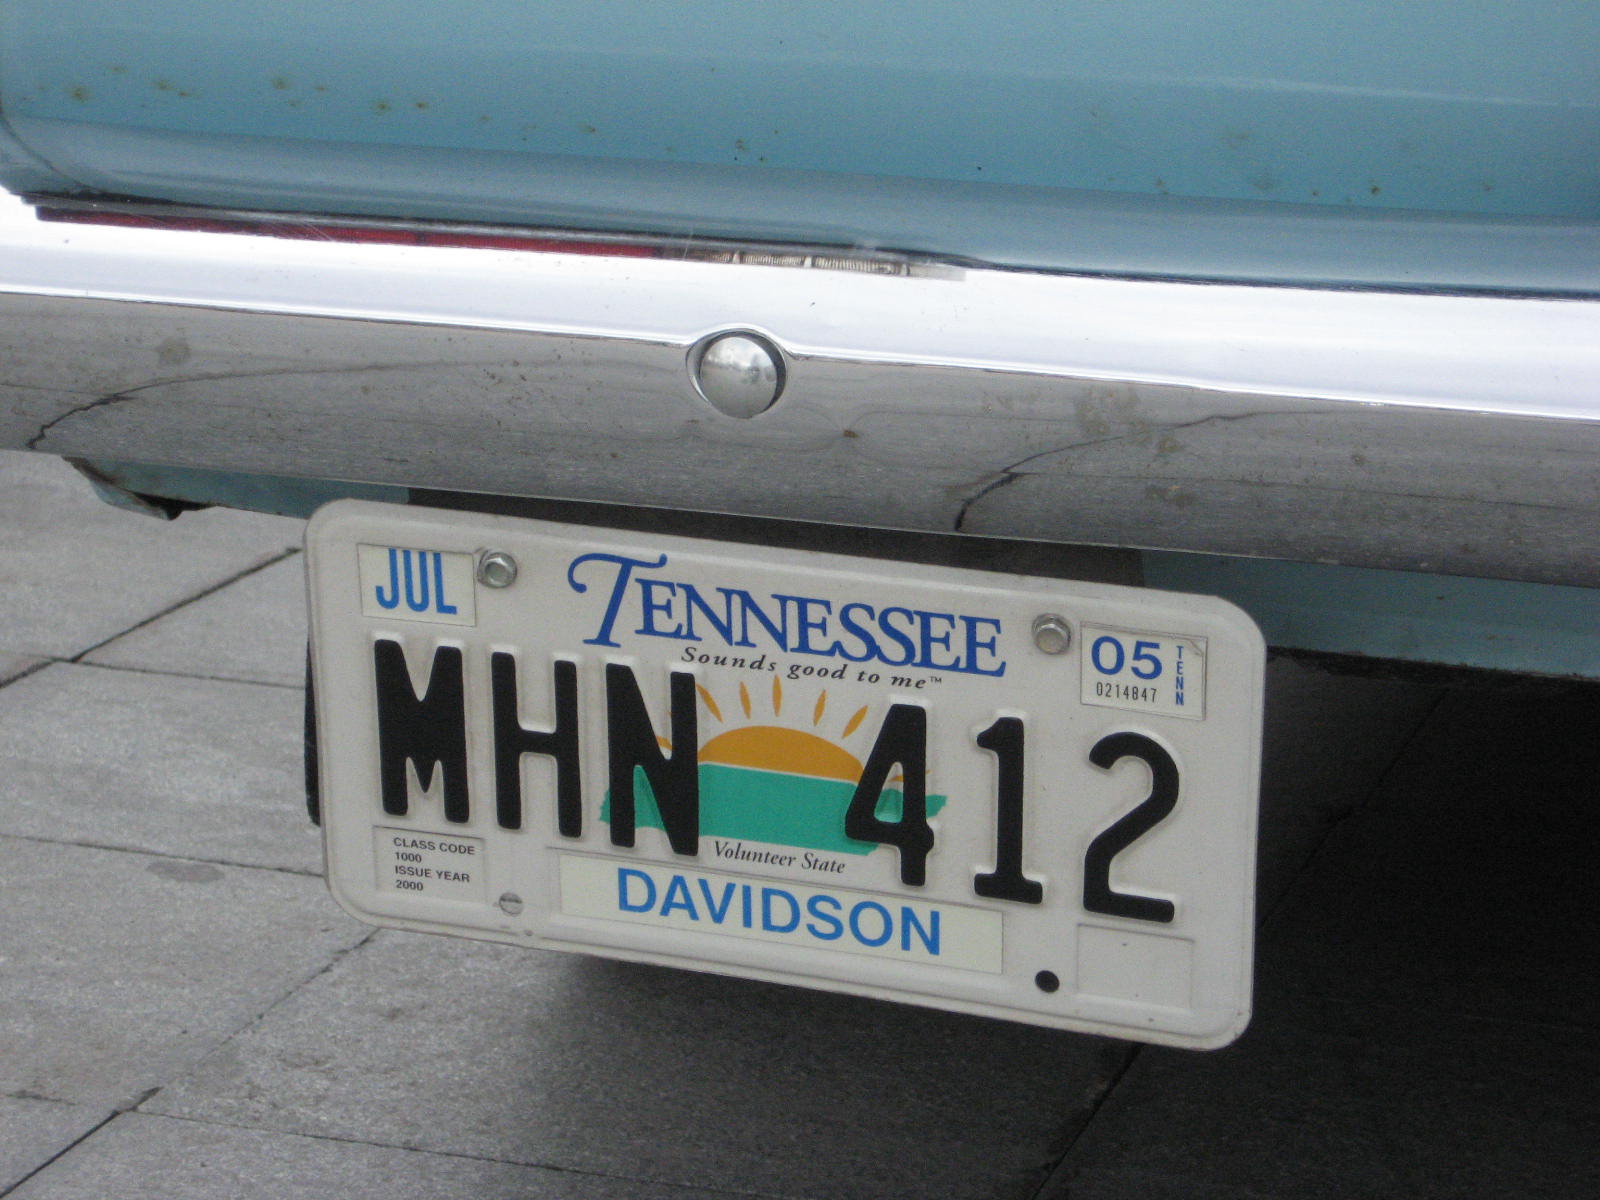 JUL
TENNESSEE
Sounds good to me™
05
TENN
0214847
MHN 412
CLASS CODE
1000
ISSUE YEAR
2000
Volunteer State
DAVIDSON